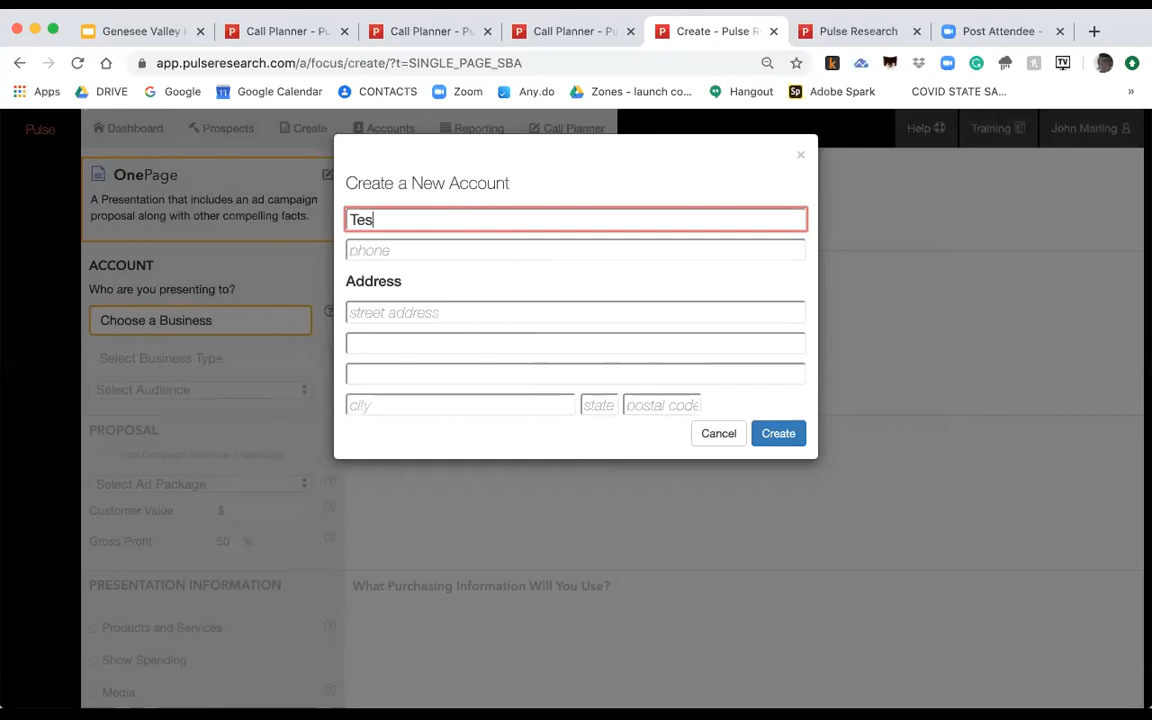 Genesee Valley
Call Planner - Pu
Call Planner - Pu
Call Planner - Pu
Create - Pulse R
Pulse Research
Post Attendee -
app.pulseresearch.com/a/focus/create/?t=SINGLE_PAGE_SBA
Apps DRIVE Google Google Calendar CONTACTS Zoom Any.do Zones - launch co... Hangout Adobe Spark COVID STATE SA... »
Pulse Dashboard Prospects Create Accounts Reporting Call Planner Help Training John Marling
OnePage
A Presentation that includes an ad campaign
proposal along with other compelling facts.
ACCOUNT
Who are you presenting to?
Choose a Business
Select Business Type
Select Audience
PROPOSAL
Select Ad Package
Customer Value $
Gross Profit 50 %
PRESENTATION INFORMATION
Products and Services
Show Spending
Media
What Purchasing Information Will You Use?
×
Create a New Account
Tes
phone
Address
street address
city state postal code
Cancel Create